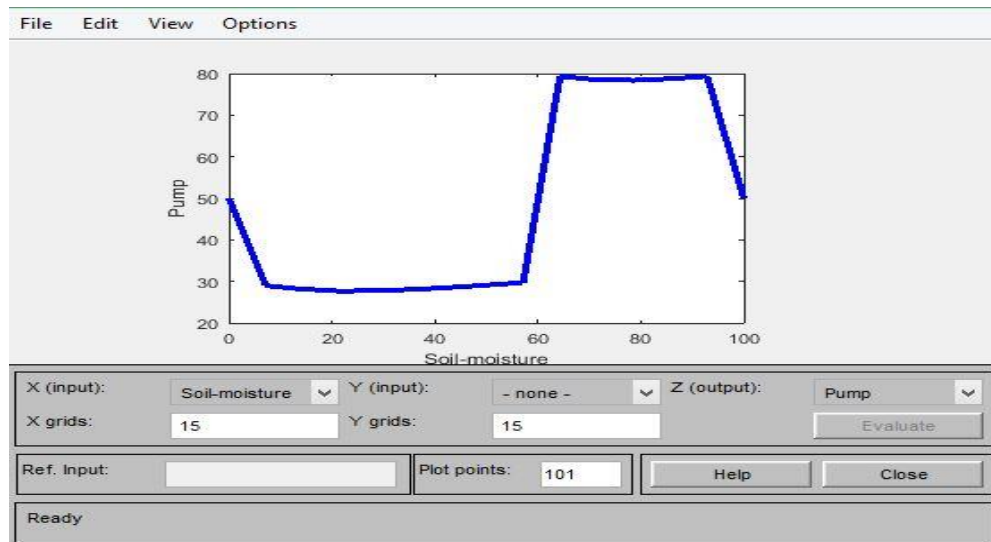 File Edit View Options
80
70
60
50
40
30
20
Pump
0 20 40 60 80 100
Soil-moisture
X (input): Soil-moisture Y (input): - none - Z (output): Pump
X grids: 15 Y grids: 15 Evaluate
Ref. Input: Plot points: 101 Help Close
Ready